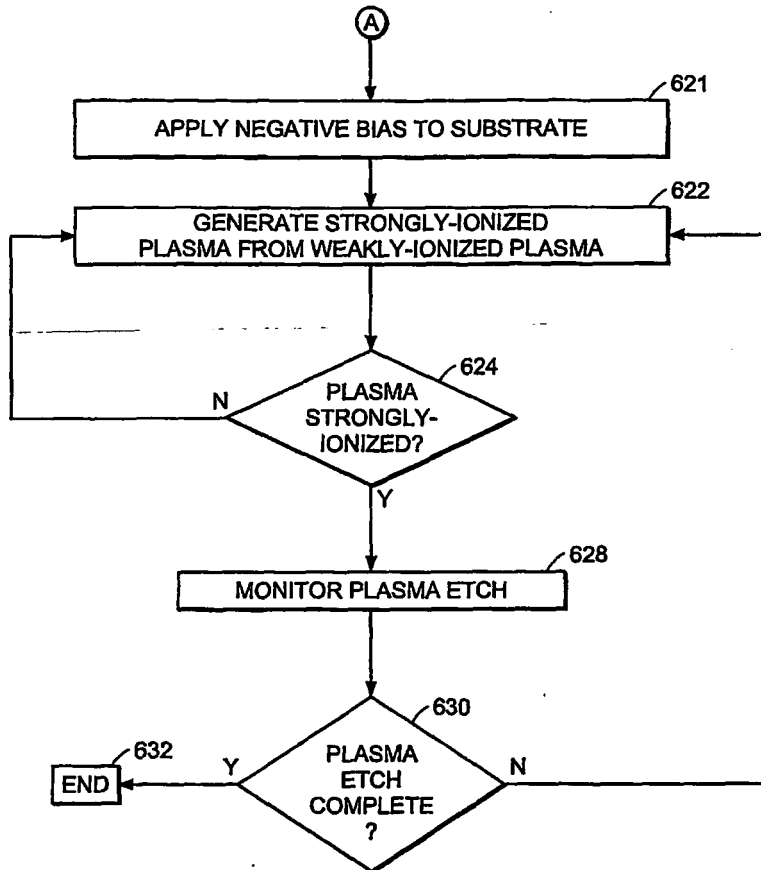 A
621
APPLY NEGATIVE BIAS TO SUBSTRATE
622
GENERATE STRONGLY-IONIZED
PLASMA FROM WEAKLY-IONIZED PLASMA
624
PLASMA
STRONGLY-
IONIZED?
N
Y
628
MONITOR PLASMA ETCH
630
PLASMA
ETCH
COMPLETE
?
Y
N
632
END